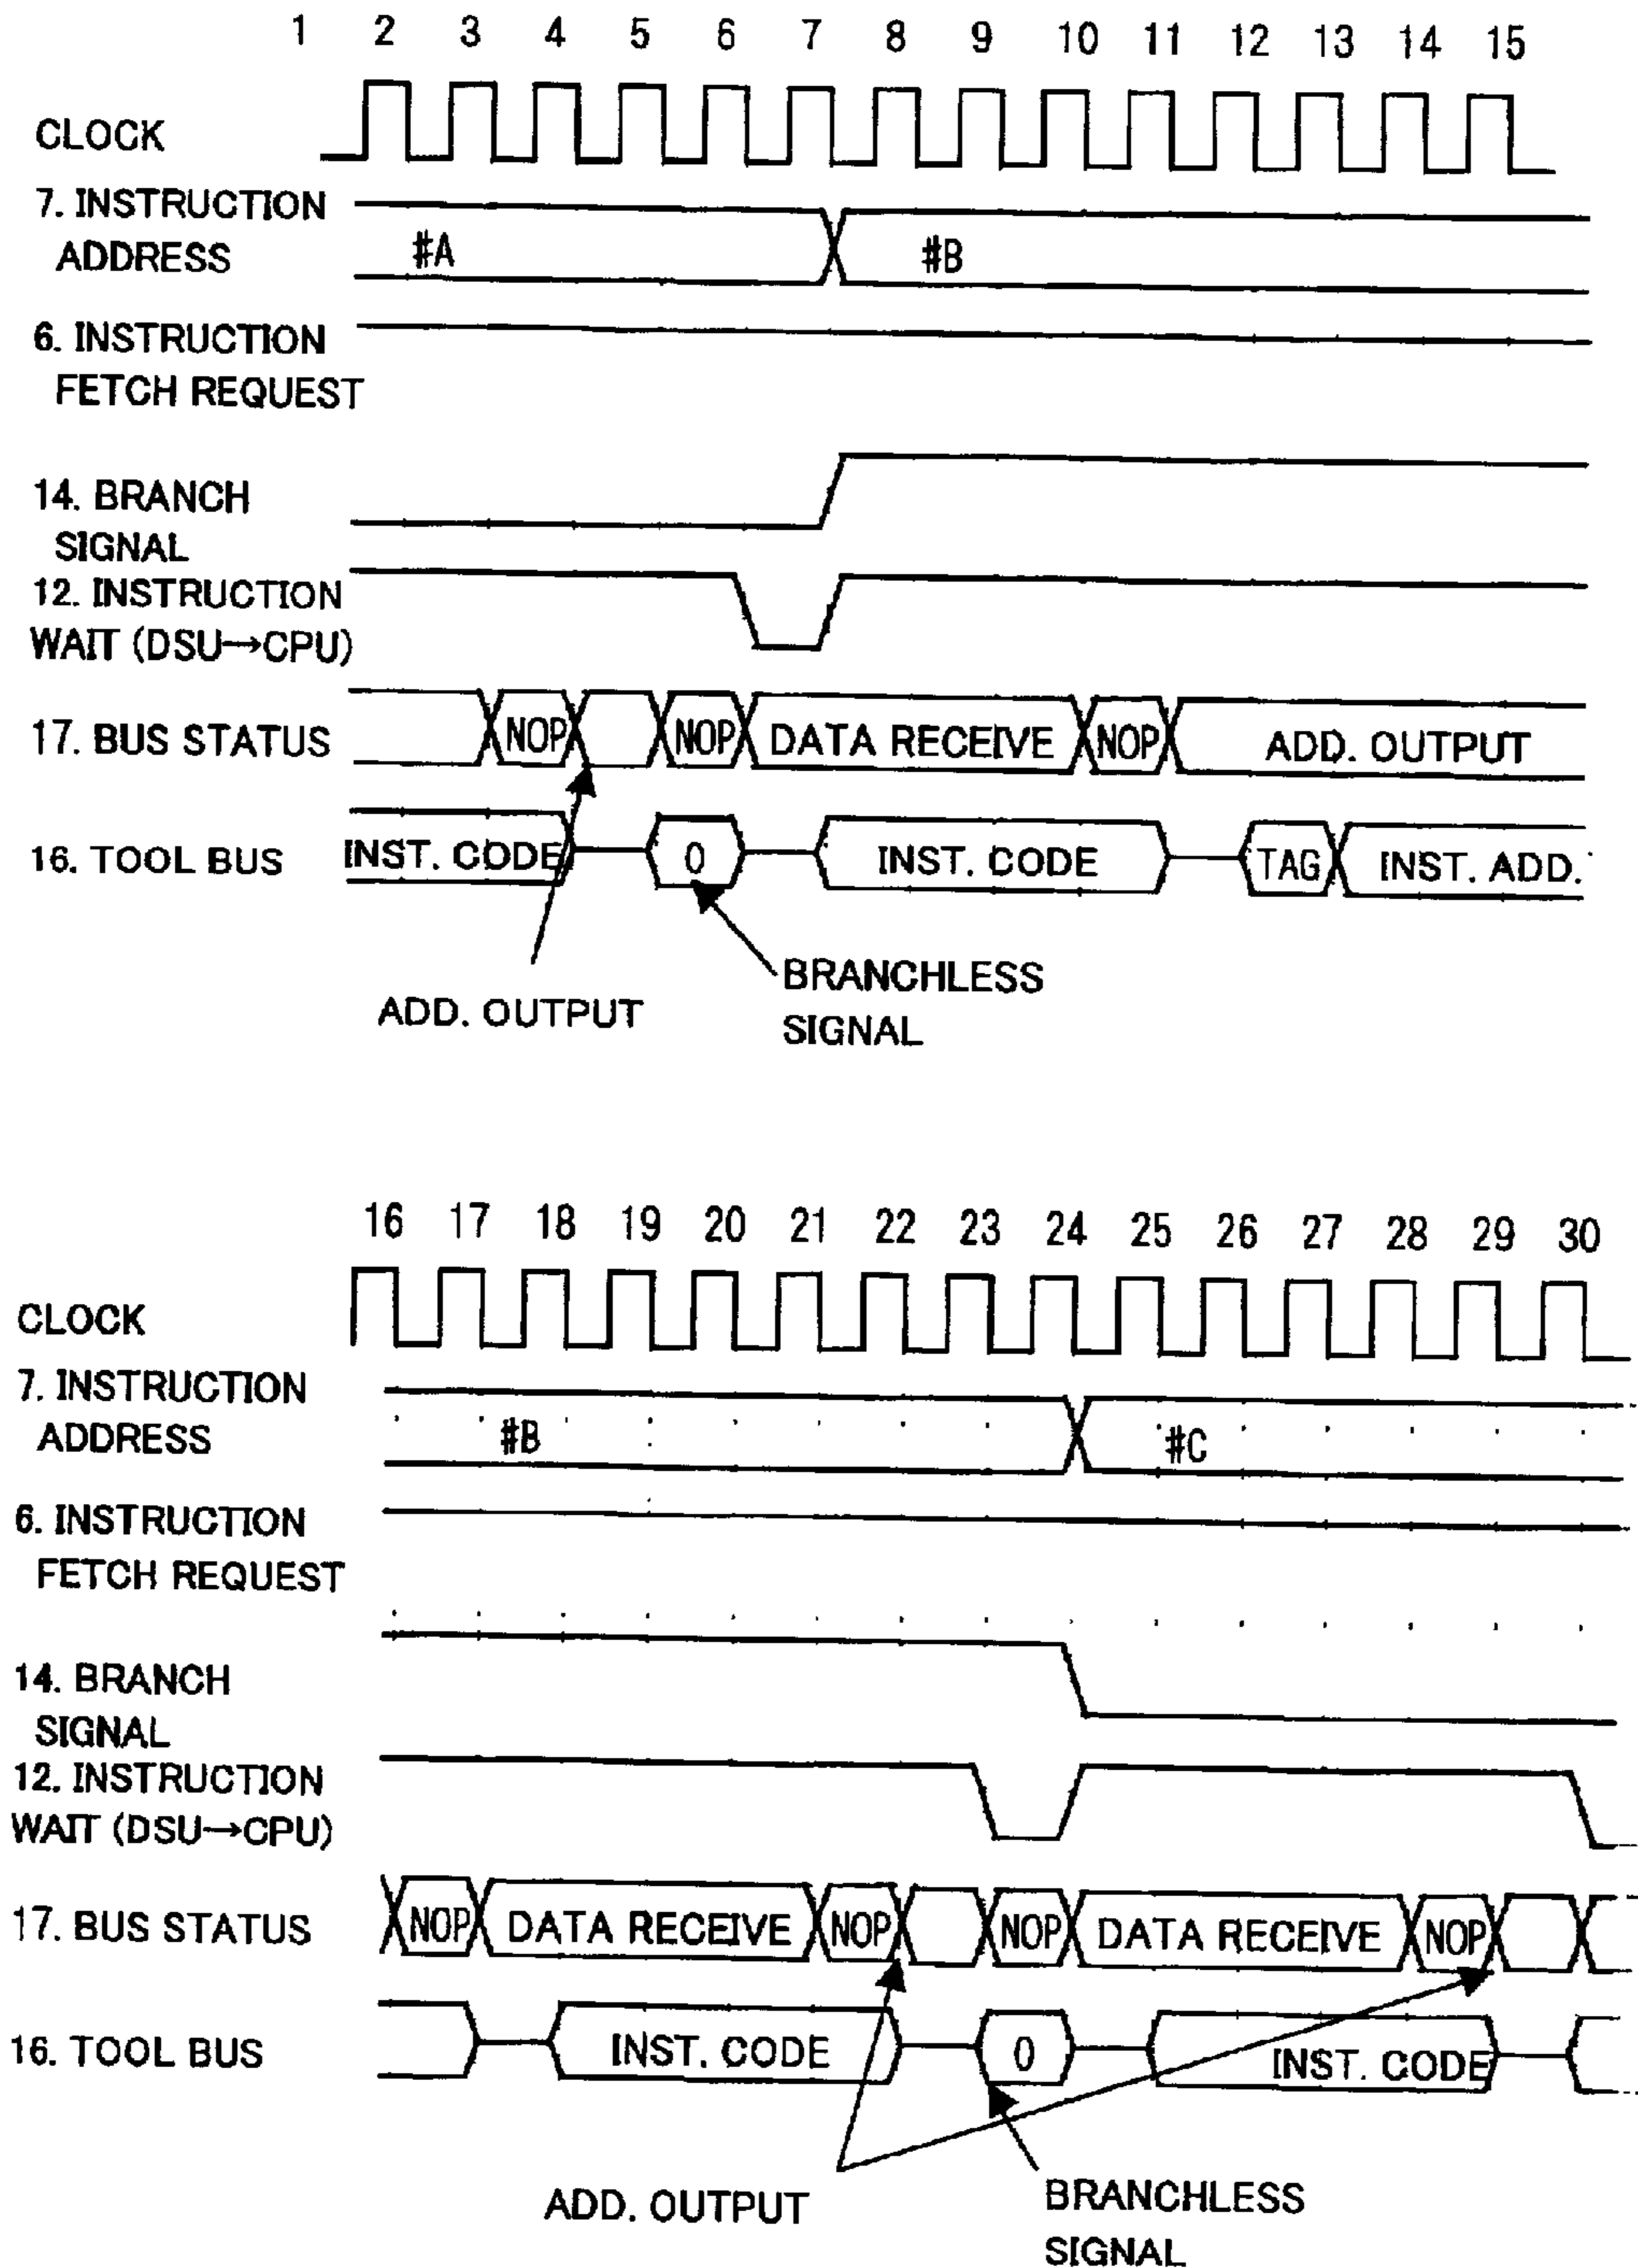 1 2 3 4 5 6 7 8 9 10 11 12 13 14 15
CLOCK
7. INSTRUCTION
ADDRESS
#A #B
6. INSTRUCTION
FETCH REQUEST
14. BRANCH
SIGNAL
12. INSTRUCTION
WAIT (DSU→CPU)
17. BUS STATUS NOP NOP DATA RECEIVE NOP ADD. OUTPUT
16. TOOL BUS INST. CODE 0 INST. CODE TAG INST. ADD.
ADD. OUTPUT
BRANCHLESS
SIGNAL
16 17 18 19 20 21 22 23 24 25 26 27 28 29 30
CLOCK
7. INSTRUCTION
ADDRESS
#B #C
6. INSTRUCTION
FETCH REQUEST
14. BRANCH
SIGNAL
12. INSTRUCTION
WAIT (DSU→CPU)
17. BUS STATUS NOP DATA RECEIVE NOP NOP DATA RECEIVE NOP
16. TOOL BUS INST. CODE 0 INST. CODE
ADD. OUTPUT
BRANCHLESS
SIGNAL